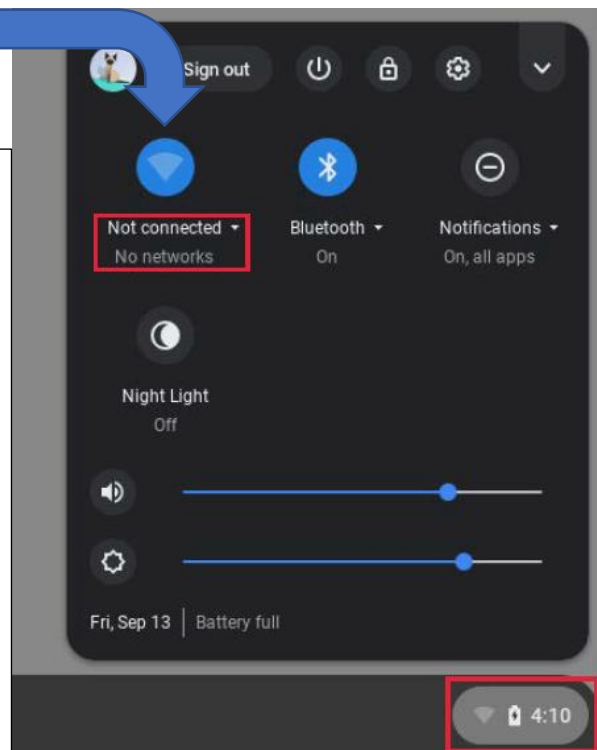 Sign out
Not connected Bluetooth Notifications
No networks On On, all apps
Night Light
Off
Fri, Sep 13 | Battery full
4:10